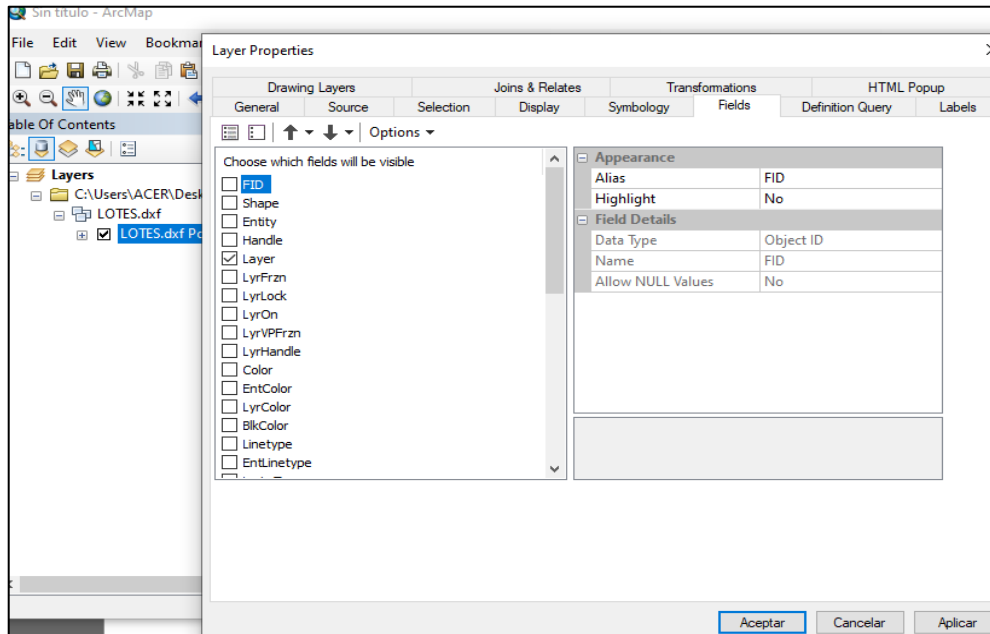 Sin título - ArcMap
File Edit View Bookmar
Layer Properties
Drawing Layers Joins & Relates Transformations HTML Popup
General Source Selection Display Symbology Fields Definition Query Labels
able Of Contents
Options
Layers
C:\Users\ACER\Desk
LOTES.dxf
LOTES.dxf Po
Choose which fields will be visible
FID
Shape
Entity
Handle
Layer
LyrFrzn
LyrLock
LyrOn
LyrVPFrzn
LyrHandle
Color
EntColor
LyrColor
BlkColor
Linetype
EntLinetype
Appearance
Alias FID
Highlight No
Field Details
Data Type Object ID
Name FID
Allow NULL Values No
Aceptar Cancelar Aplicar